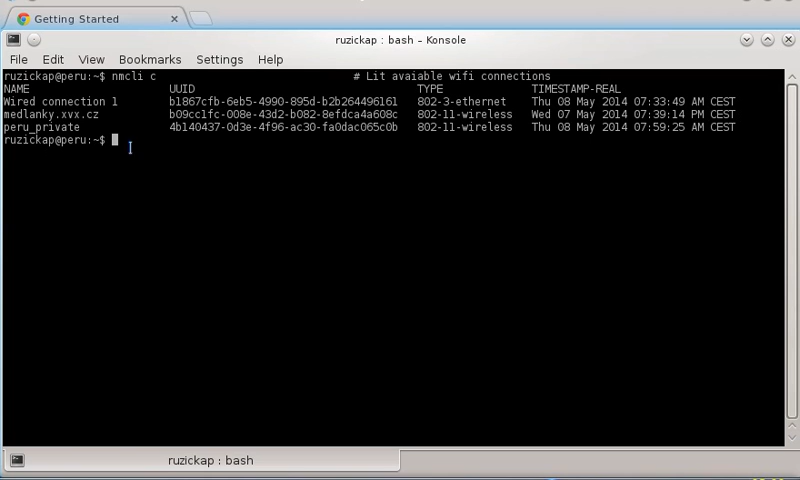 Getting Started
ruzickap : bash – Konsole
File Edit View Bookmarks Settings Help
ruzickap@peru:~$ nmcli c # Lit avaiable wifi connections
NAME UUID TYPE TIMESTAMP-REAL
Wired connection 1 b1867cfb-6eb5-4990-895d-b2b264496161 802-3-ethernet Thu 08 May 2014 07:33:49 AM CEST
medlanky.xvx.cz b09cc1fc-008e-43d2-b082-8efdca4a608c 802-11-wireless Wed 07 May 2014 07:39:14 PM CEST
peru_private 4b140437-0d3e-4f96-ac30-fa0dac065c0b 802-11-wireless Thu 08 May 2014 07:59:25 AM CEST
ruzickap@peru:~$
ruzickap : bash